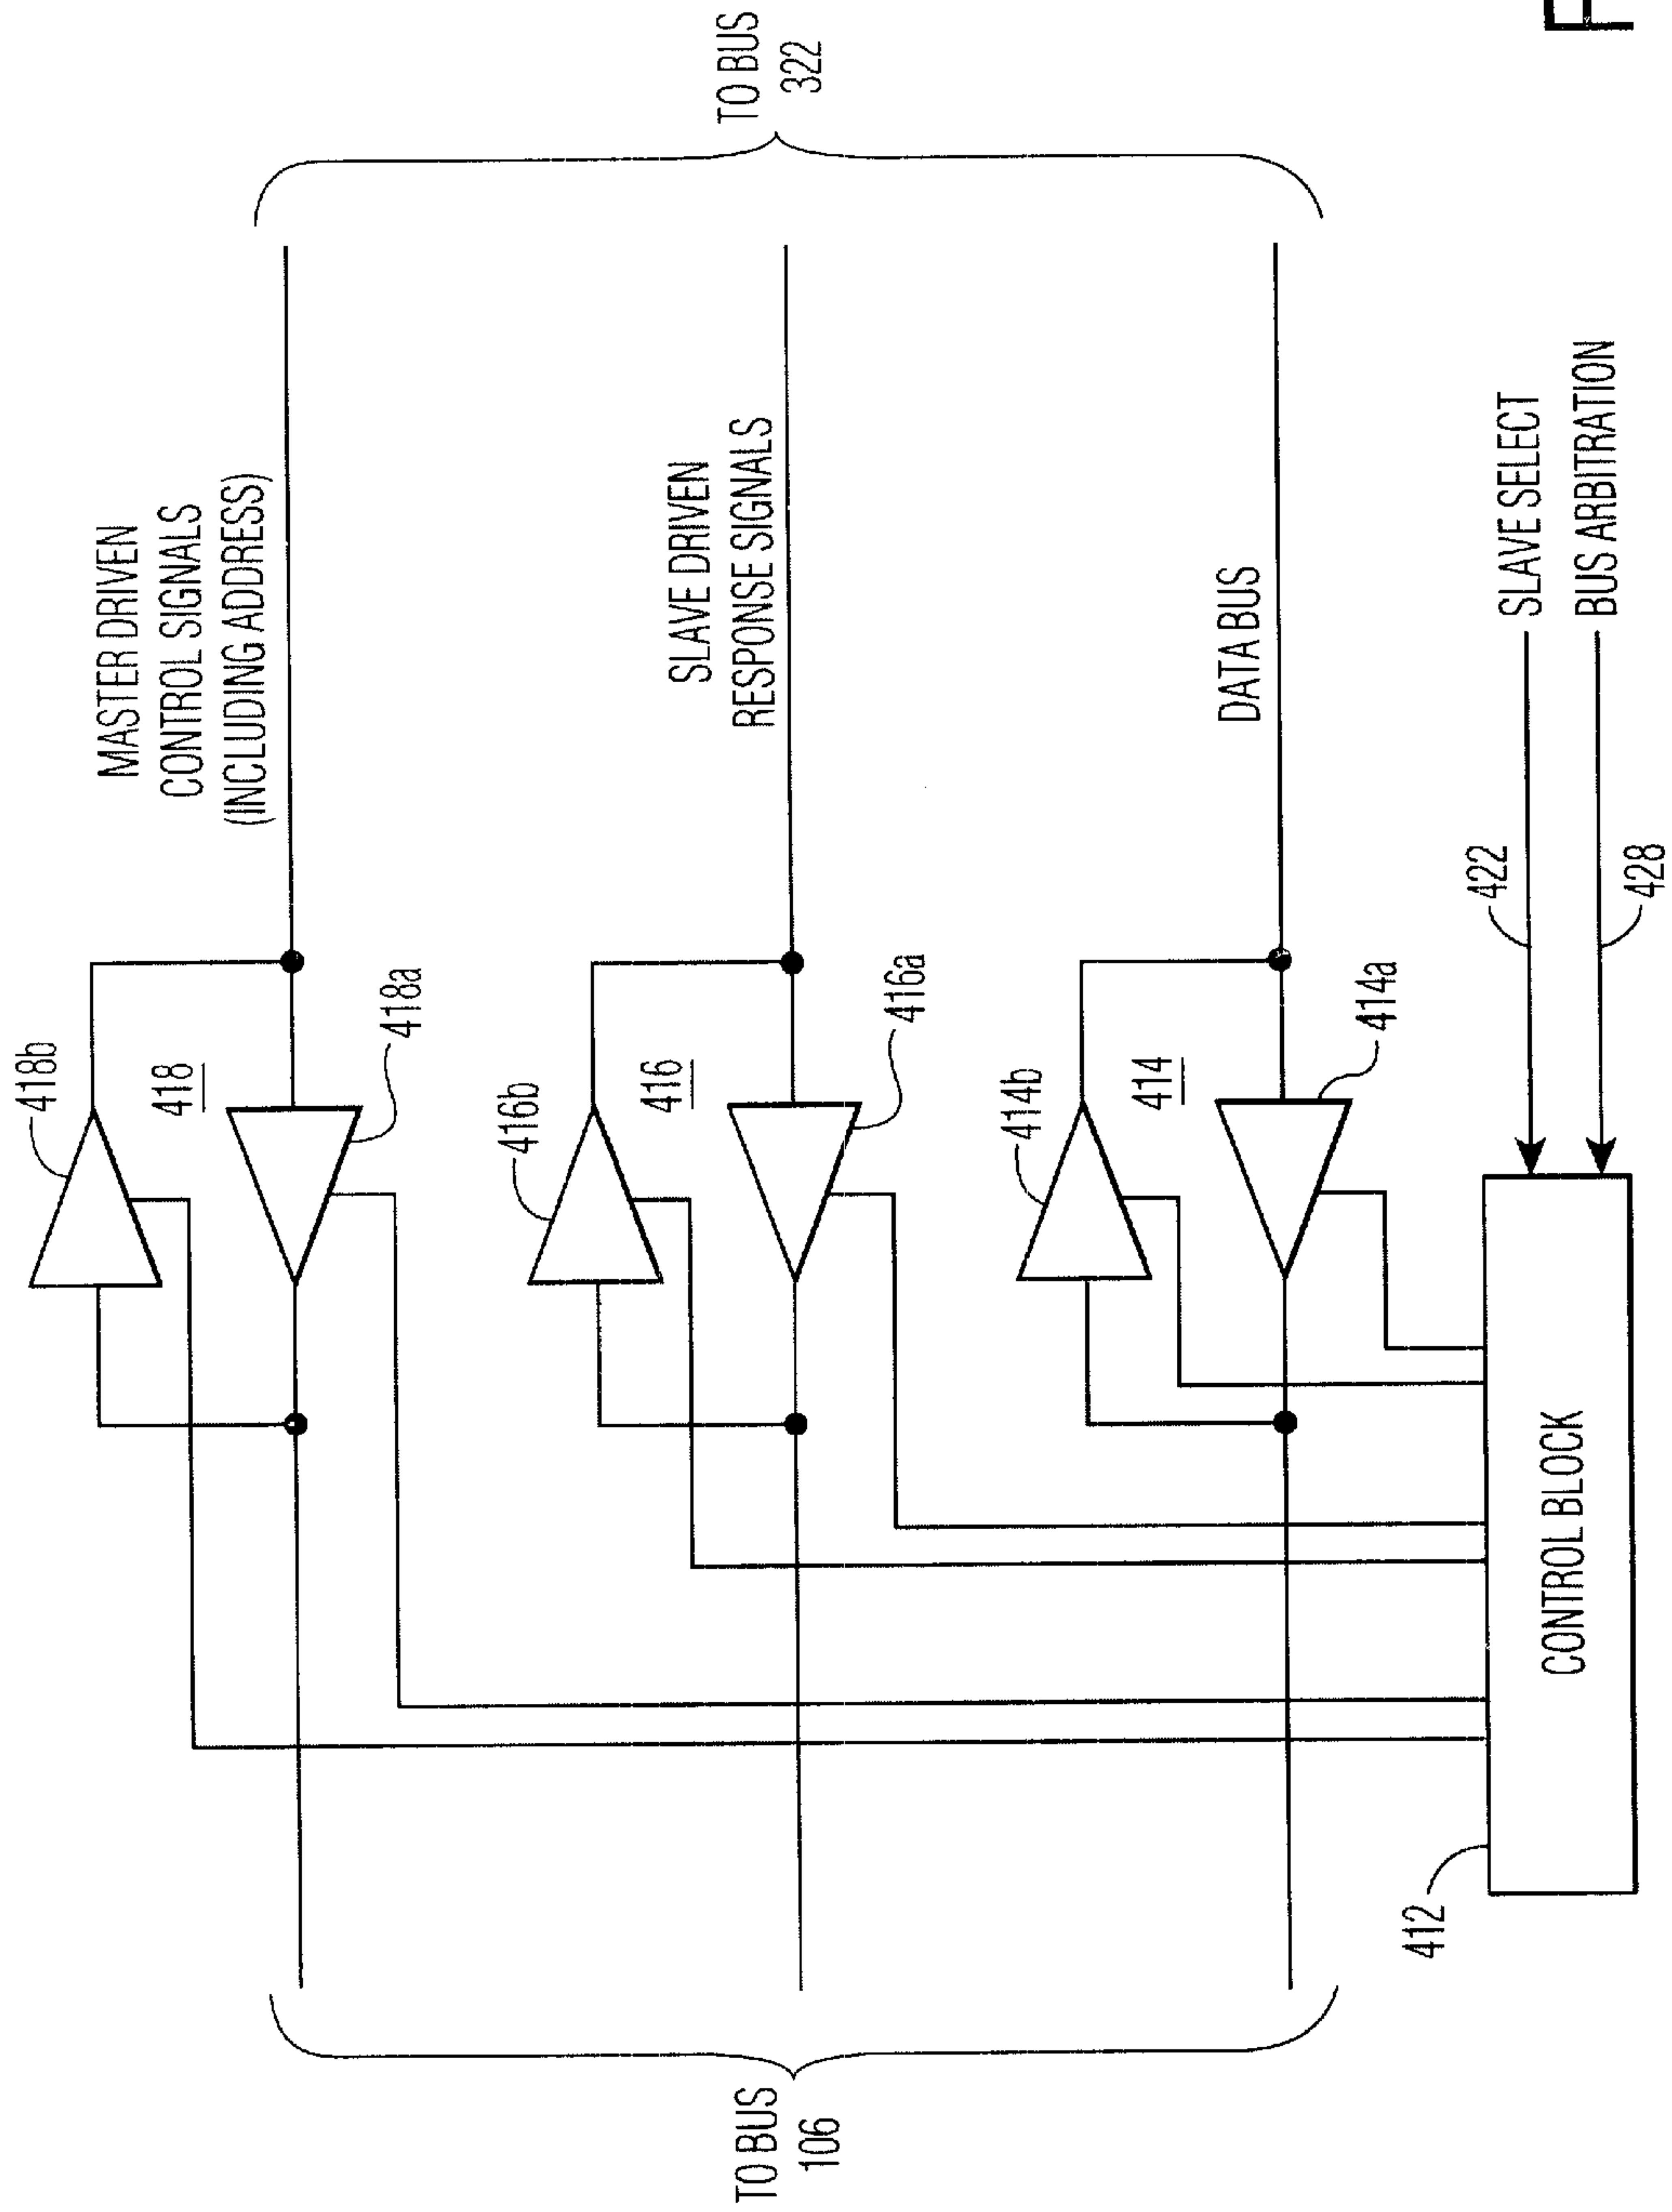 418b
418
418a
MASTER DRIVEN
CONTROL SIGNALS
(INCLUDING ADDRESS)
416b
416
416a
SLAVE DRIVEN
RESPONSE SIGNALS
414b
414
414a
DATA BUS
TO BUS
106
TO BUS
322
412
CONTROL BLOCK
422
SLAVE SELECT
428
BUS ARBITRATION